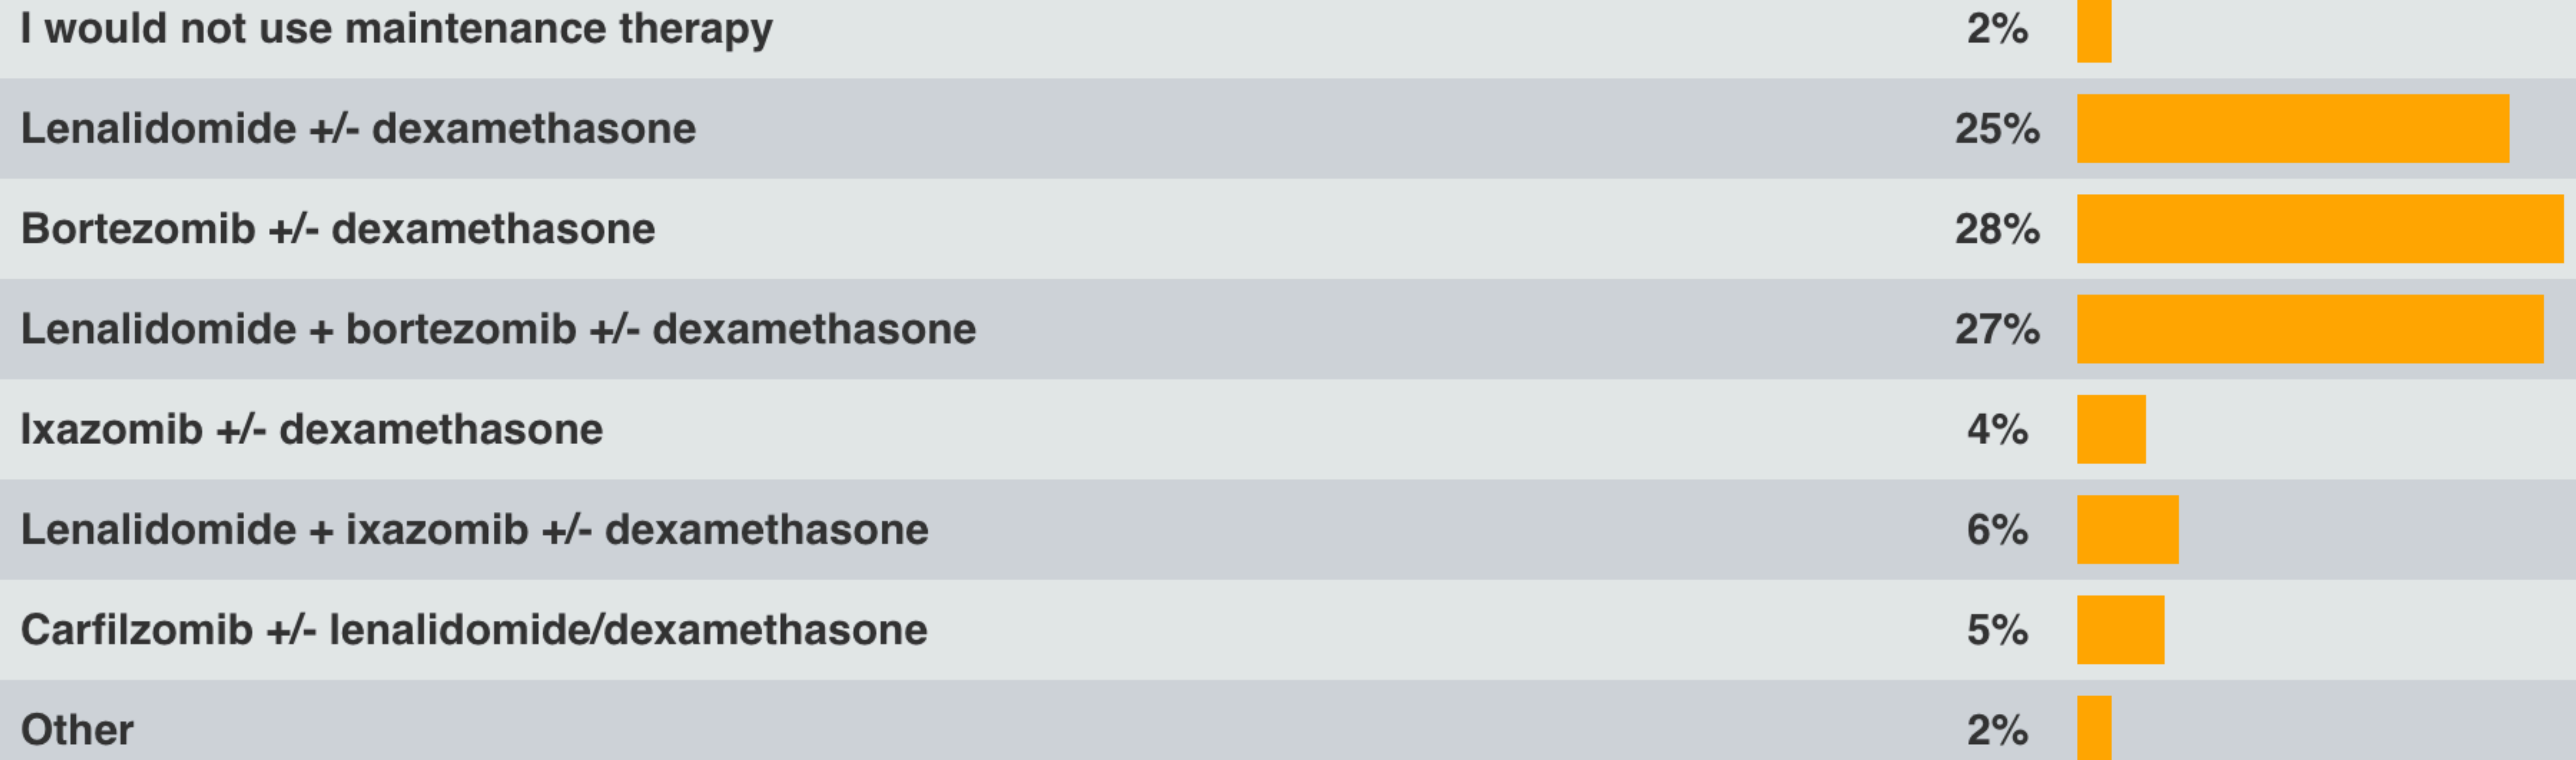 I would not use maintenance therapy 2%
Lenalidomide +/- dexamethasone 25%
Bortezomib +/- dexamethasone 28%
Lenalidomide + bortezomib +/- dexamethasone 27%
Ixazomib +/- dexamethasone 4%
Lenalidomide + ixazomib +/- dexamethasone 6%
Carfilzomib +/- lenalidomide/dexamethasone 5%
Other 2%